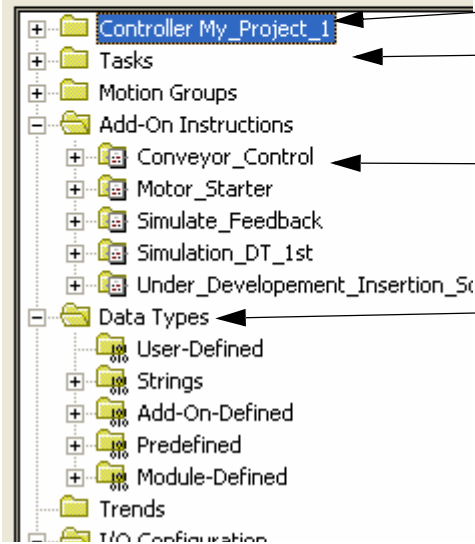 Controller My_Project_1
Tasks
Motion Groups
Add-On Instructions
Conveyor_Control
Motor_Starter
Simulate_Feedback
Simulation_DT_1st
Under_Developement_Insertion_Sc
Data Types
User-Defined
Strings
Add-On-Defined
Predefined
Module-Defined
Trends
I/O Configuration